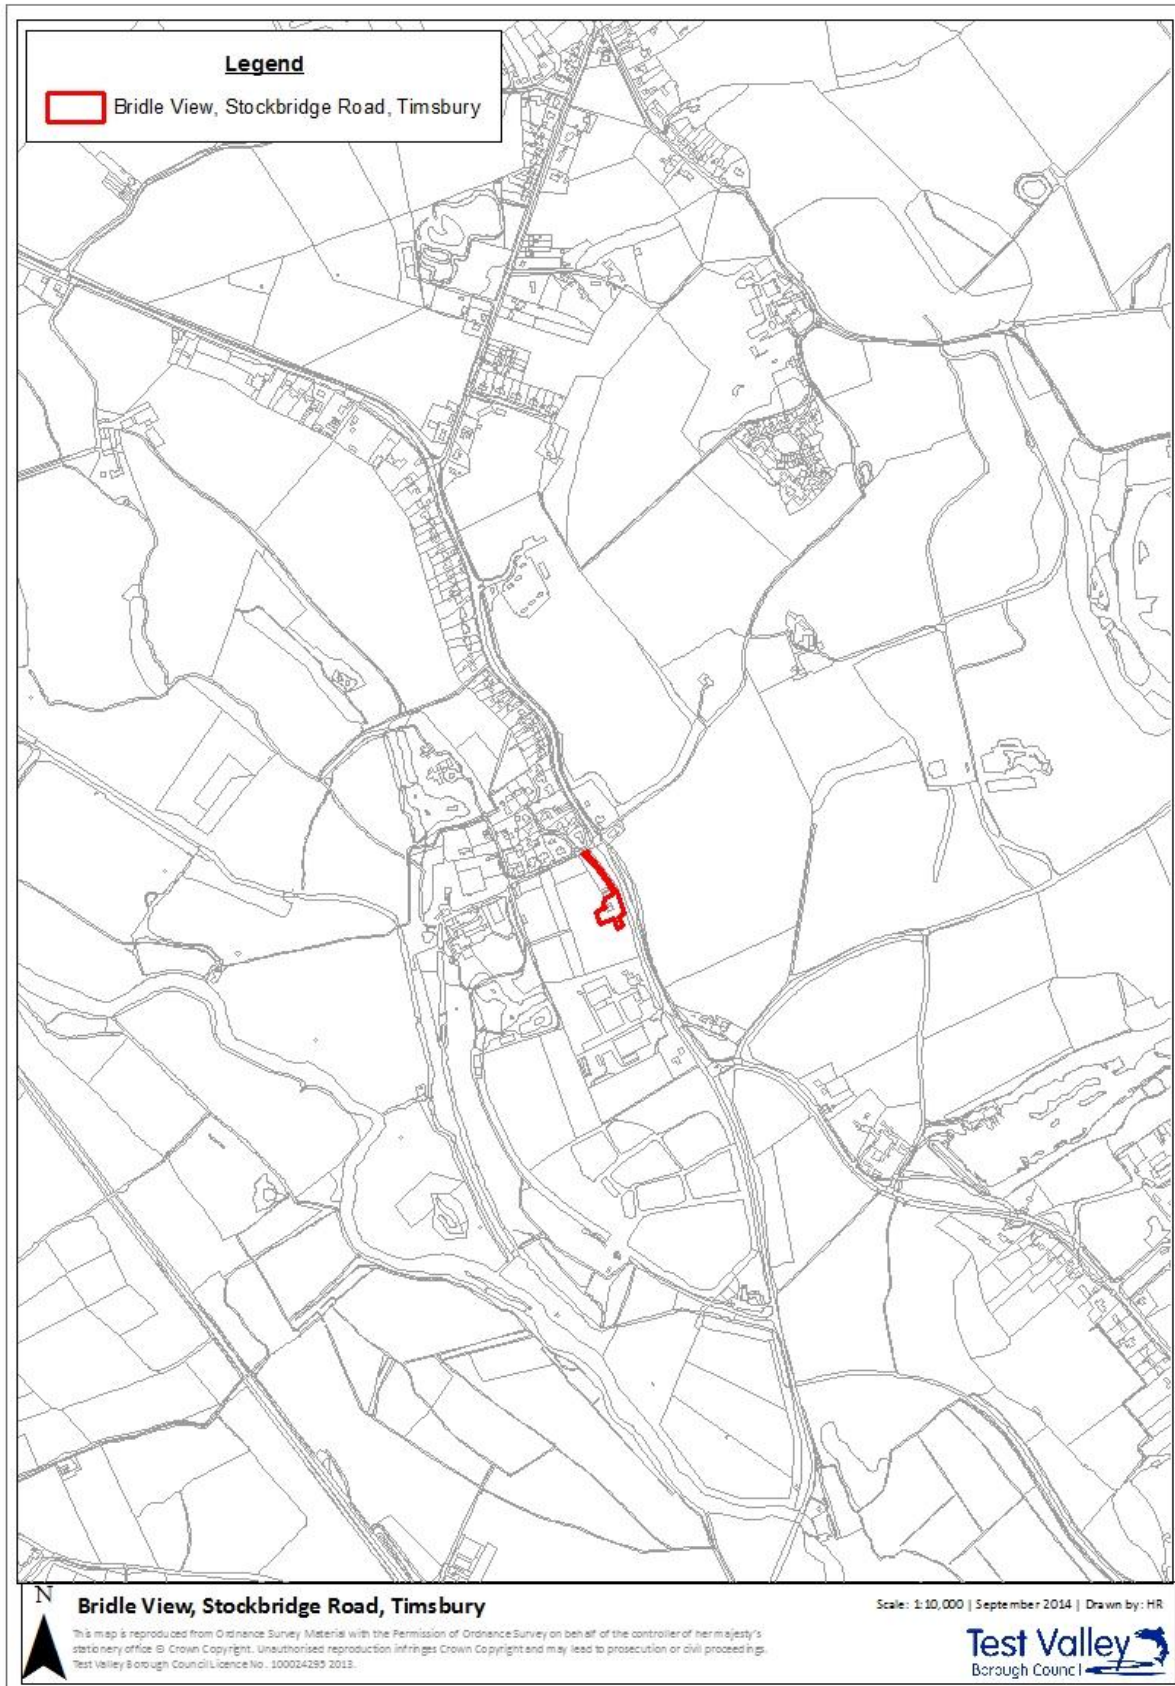 Legend
Bridle View, Stockbridge Road, Timsbury
N
Bridle View, Stockbridge Road, Timsbury
Scale: 1:10,000 | September 2014 | Drawn by: HR
This map is reproduced from Ordnance Survey Material with the Permission of Ordnance Survey on behalf of the controller of her majesty's
stationery office © Crown Copyright. Unauthorised reproduction infringes Crown Copyright and may lead to prosecution or civil proceedings.
Test Valley Borough Council Licence No. 100024295 2013.
Test Valley
Borough Council